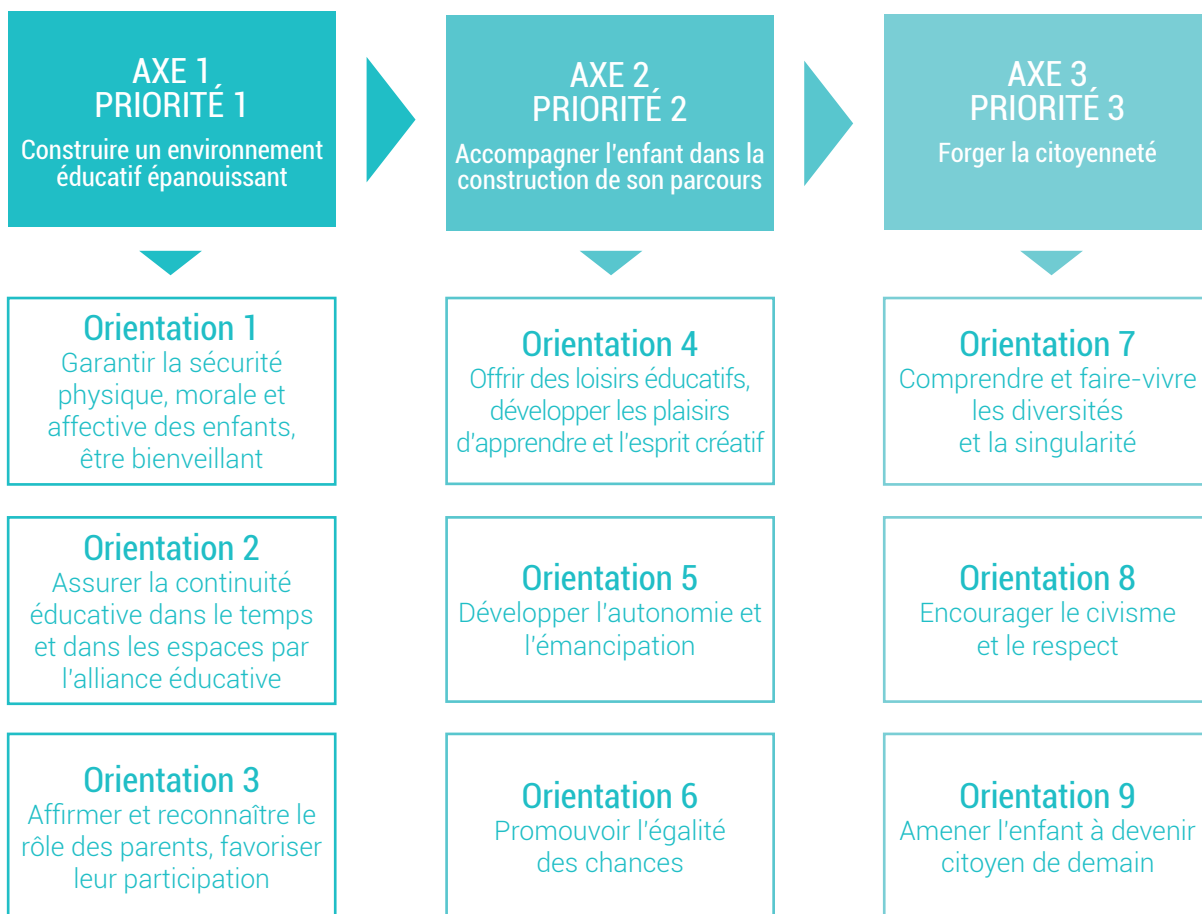 AXE 1
PRIORITÉ 1
Construire un environnement
éducatif épanouissant
AXE 2
PRIORITÉ 2
Accompagner l'enfant dans la
construction de son parcours
AXE 3
PRIORITÉ 3
Forger la citoyenneté
Orientation 1
Garantir la sécurité
physique, morale et
affective des enfants,
être bienveillant
Orientation 4
Offrir des loisirs éducatifs,
développer les plaisirs
d'apprendre et l'esprit créatif
Orientation 7
Comprendre et faire-vivre
les diversités
et la singularité
Orientation 2
Assurer la continuité
éducative dans le temps
et dans les espaces par
l'alliance éducative
Orientation 5
Développer l'autonomie et
l'émancipation
Orientation 8
Encourager le civisme
et le respect
Orientation 3
Affirmer et reconnaître le
rôle des parents, favoriser
leur participation
Orientation 6
Promouvoir l'égalité
des chances
Orientation 9
Amener l'enfant à devenir
citoyen de demain